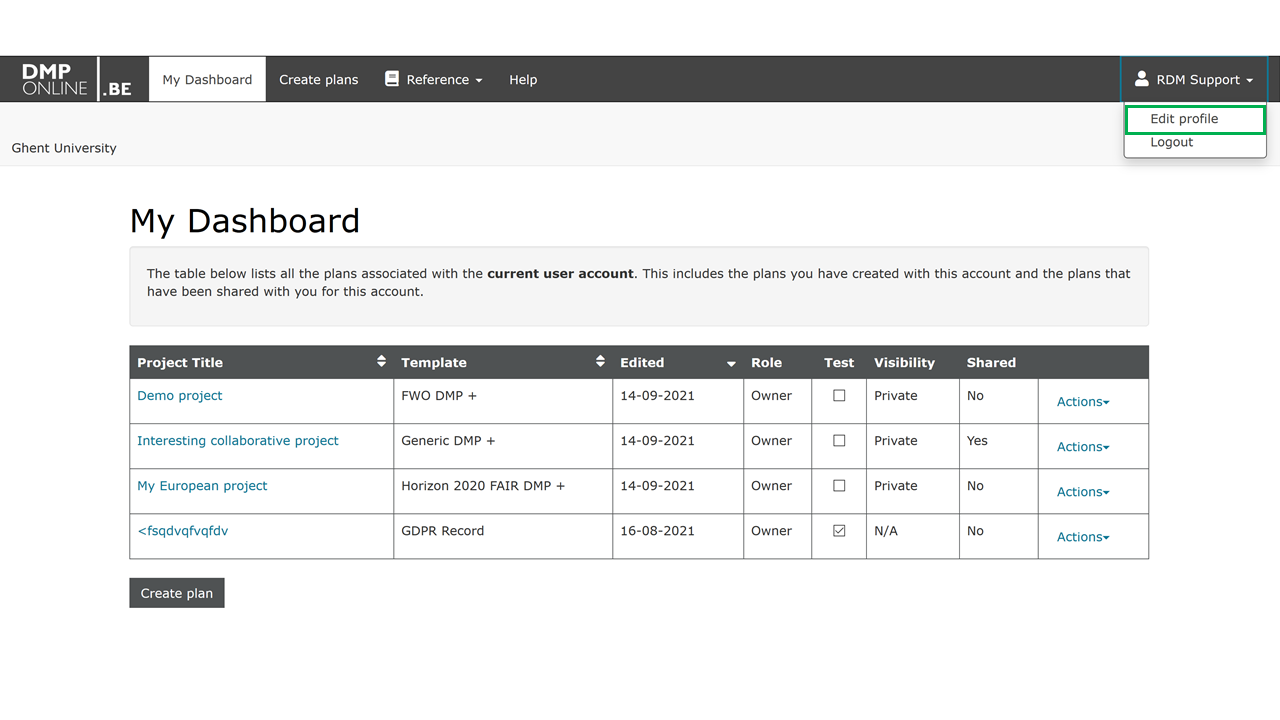 DMP
ONLINE
.BE
My Dashboard
Create plans
Reference
Help
RDM Support
Edit profile
Logout
Ghent University
My Dashboard
The table below lists all the plans associated with the current user account. This includes the plans you have created with this account and the plans that
have been shared with you for this account.
Project Title Template Edited Role Test Visibility Shared
Demo project FWO DMP + 14-09-2021 Owner Private No Actions
Interesting collaborative project Generic DMP + 14-09-2021 Owner Private Yes Actions
My European project Horizon 2020 FAIR DMP + 14-09-2021 Owner Private No Actions
<fsqdvqfvqfdv GDPR Record 16-08-2021 Owner N/A No Actions
Create plan